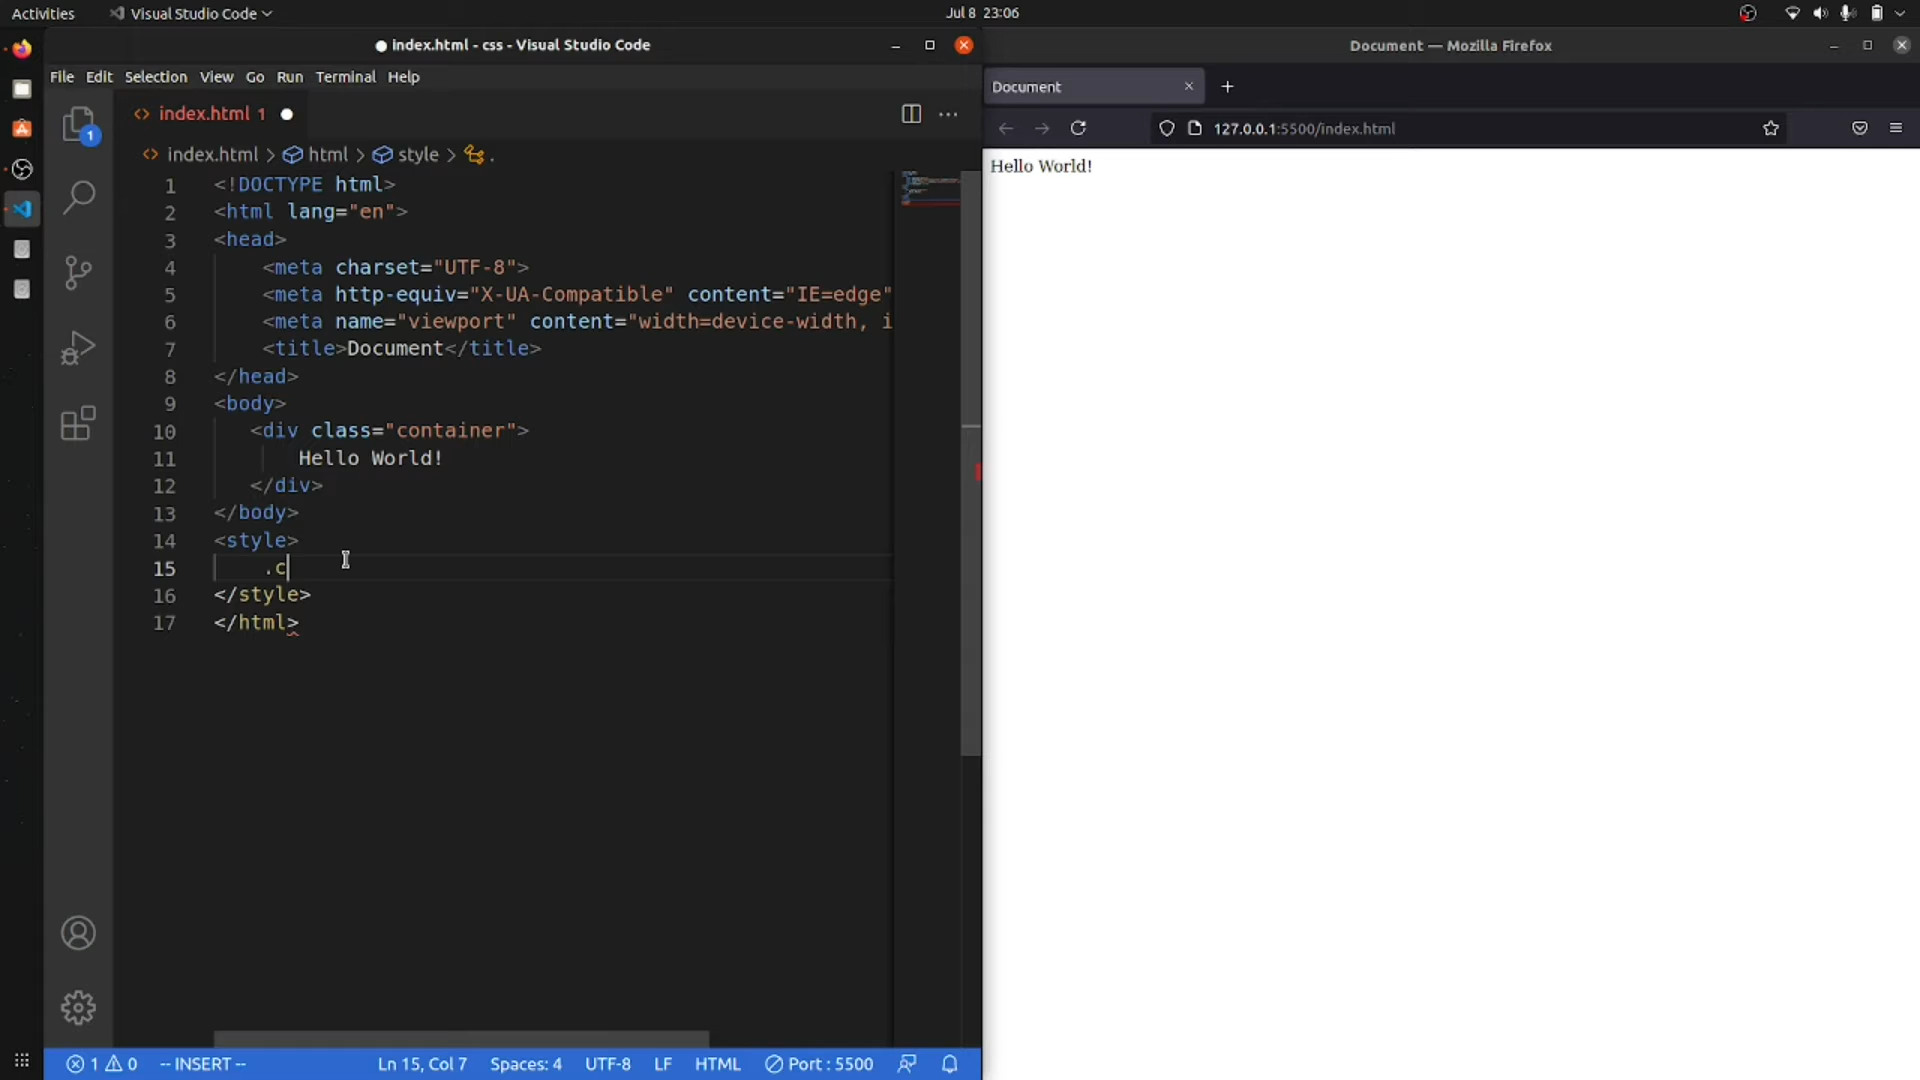 Activities Visual Studio Code Jul 8 23:06
index.html - css - Visual Studio Code
File Edit Selection View Go Run Terminal Help
index.html 1
index.html > html > style > .
1 <!DOCTYPE html>
2 <html lang="en">
3 <head>
4 <meta charset="UTF-8">
5 <meta http-equiv="X-UA-Compatible" content="IE=edge"
6 <meta name="viewport" content="width=device-width, i
7 <title>Document</title>
8 </head>
9 <body>
10 <div class="container">
11 Hello World!
12 </div>
13 </body>
14 <style>
15 .c
16 </style>
17 </html>
1
1 0 -- INSERT -- Ln 15, Col 7 Spaces: 4 UTF-8 LF HTML Port : 5500
Document — Mozilla Firefox
Document
127.0.0.1:5500/index.html
Hello World!